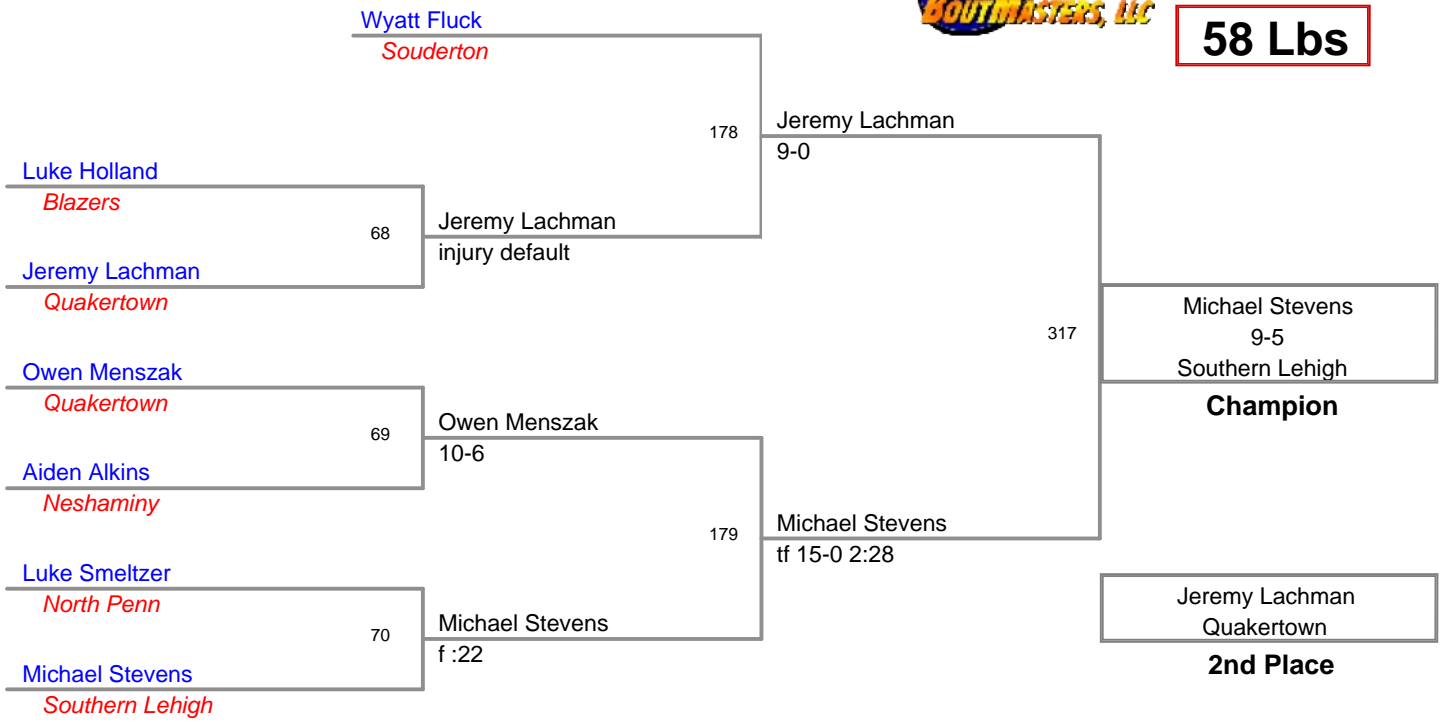 Wyatt Fluck
Souderton
BOUTMASTERS, LLC
58 Lbs
178
Jeremy Lachman
9-0
Luke Holland
Blazers
68
Jeremy Lachman
injury default
Jeremy Lachman
Quakertown
317
Michael Stevens
9-5
Southern Lehigh
Champion
Owen Menszak
Quakertown
69
Owen Menszak
10-6
Aiden Alkins
Neshaminy
179
Michael Stevens
tf 15-0 2:28
Luke Smeltzer
North Penn
70
Michael Stevens
f :22
Michael Stevens
Southern Lehigh
Jeremy Lachman
Quakertown
2nd Place